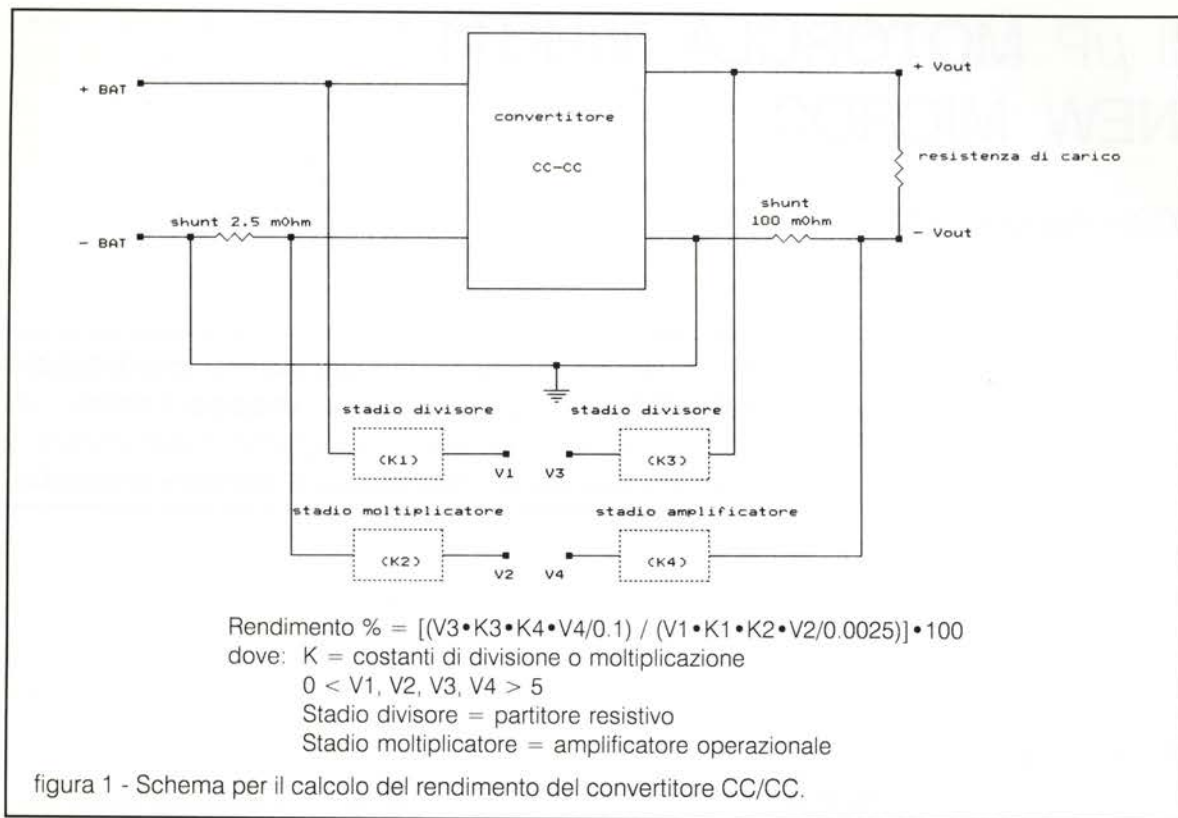 convertitore
CC-CC
+ BAT
+ Vout
resistenza di carico
shunt 2.5 mOhm
shunt
100 mOhm
- BAT
- Vout
stadio divisore
stadio divisore
(K1)
V1
V3
(K3)
stadio moltiplicatore
stadio amplificatore
(K2)
V2
V4
(K4)
Rendimento % = [(V3•K3•K4•V4/0.1) / (V1•K1•K2•V2/0.0025)]•100
dove: K = costanti di divisione o moltiplicazione
0 < V1, V2, V3, V4 > 5
Stadio divisore = partitore resistivo
Stadio moltiplicatore = amplificatore operazionale
figura 1 - Schema per il calcolo del rendimento del convertitore CC/CC.